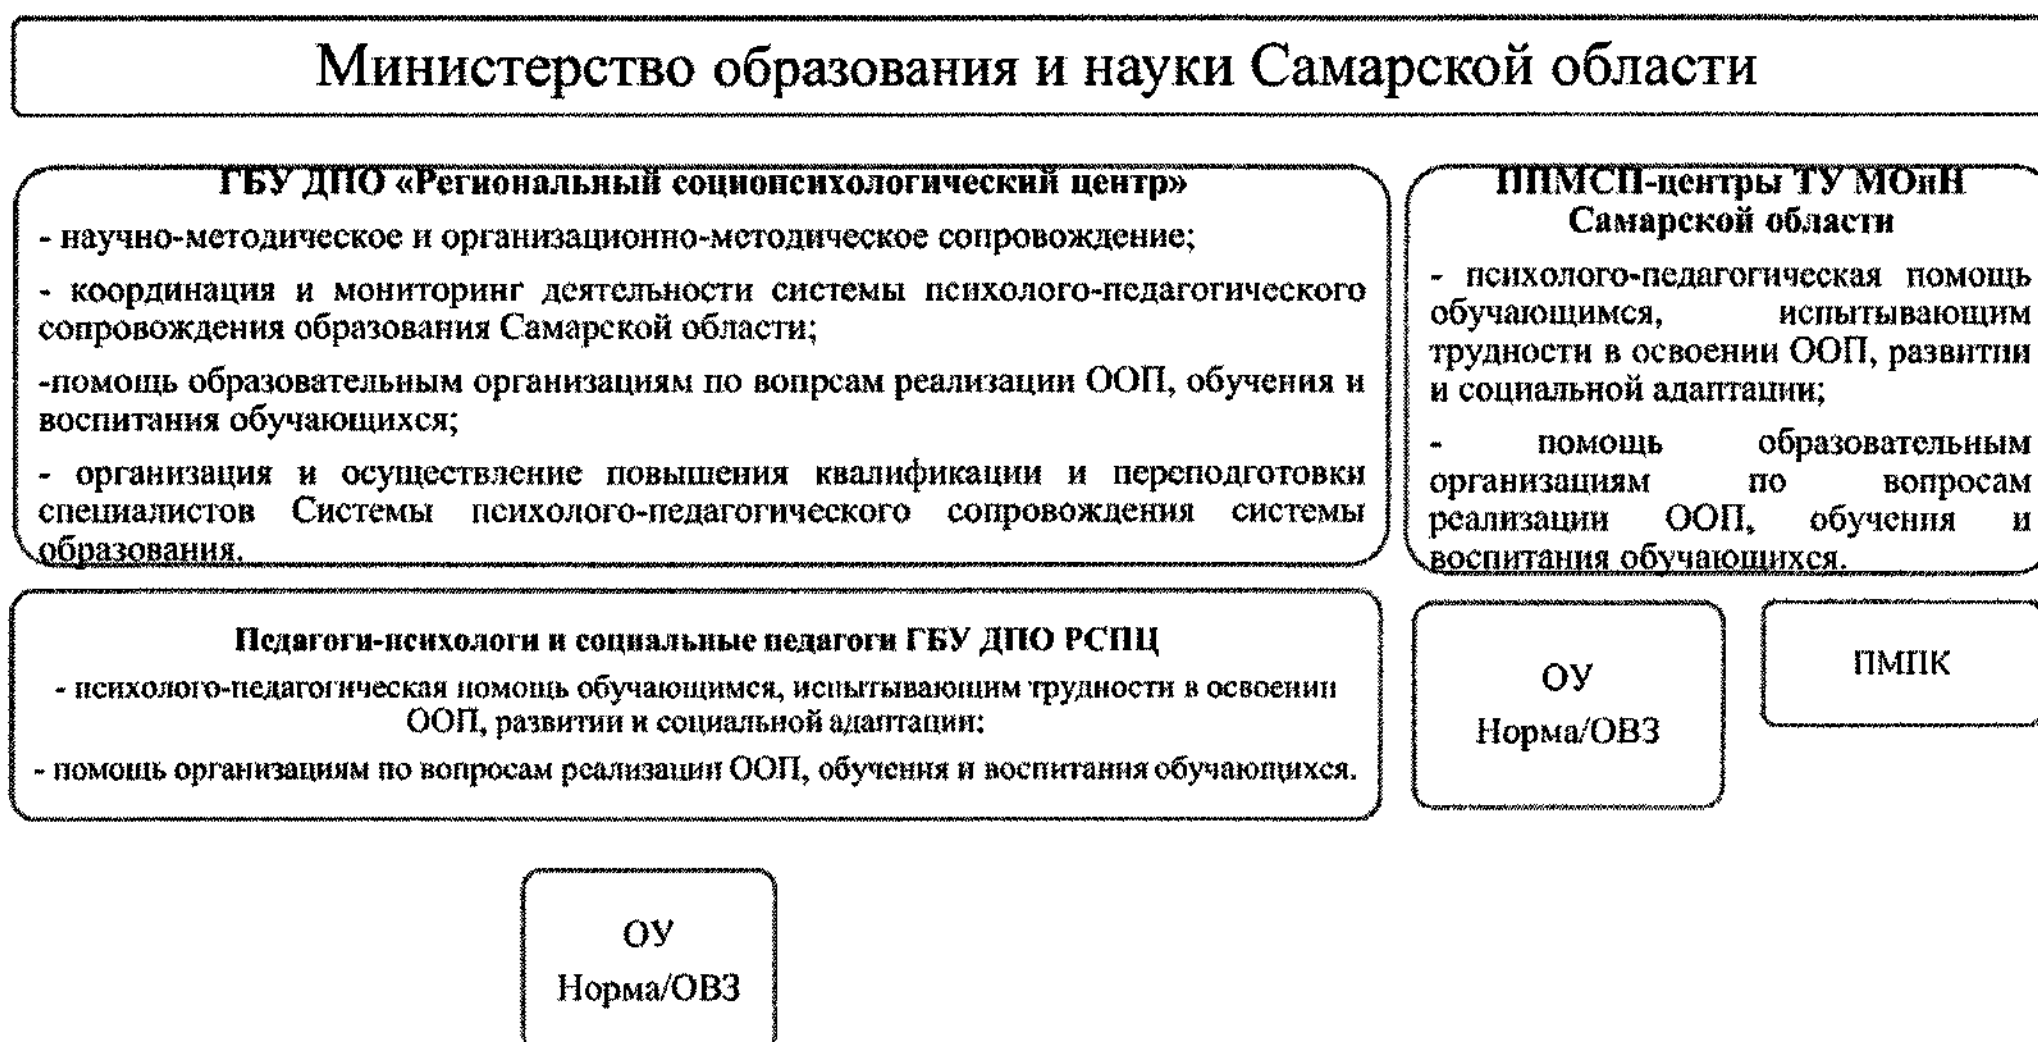 Министерство образования и науки Самарской области
ГБУ ДПО «Региональный социопсихологический центр»
- научно-методическое и организационно-методическое сопровождение;
- координация и мониторинг деятельности системы психолого-педагогического
сопровождения образования Самарской области;
-помощь образовательным организациям по вопрсам реализации ООП, обучения и
воспитания обучающихся;
- организация и осуществление повышения квалификации и переподготовки
специалистов Системы психолого-педагогического сопровождения системы
образования.
ППМСП-центры ТУ МОиН
Самарской области
- психолого-педагогическая помощь
обучающимся, испытывающим
трудности в освоении ООП, развитии
и социальной адаптации;
- помощь образовательным
организациям по вопросам
реализации ООП, обучения и
воспитания обучающихся.
Педагоги-психологи и социальные педагоги ГБУ ДПО РСПЦ
- психолого-педагогическая помощь обучающимся, испытывающим трудности в освоении
ООП, развитии и социальной адаптации;
- помощь организациям по вопросам реализации ООП, обучения и воспитания обучающихся.
ОУ
Норма/ОВЗ
ПМПК
ОУ
Норма/ОВЗ